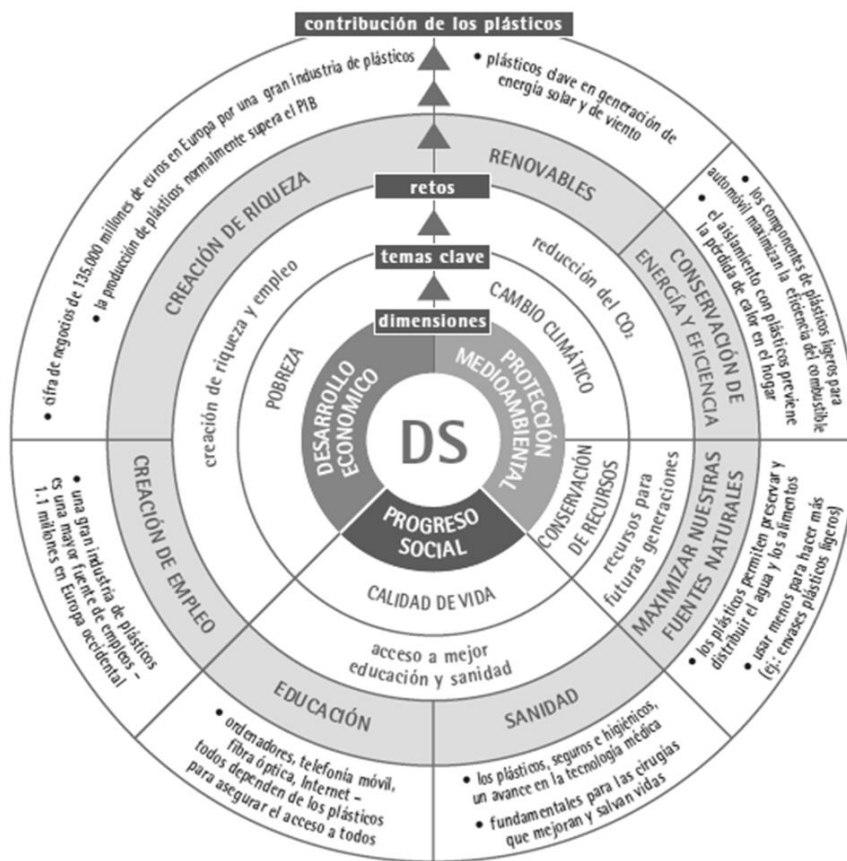 contribución de los plásticos
retos
temas clave
dimensiones
DS
DESARROLLO
ECONOMICO
PROTECCIÓN
MEDIOAMBIENTAL
PROGRESO
SOCIAL
POBREZA
CAMBIO CLIMÁTICO
CONSERVACIÓN
DE RECURSOS
CALIDAD DE VIDA
creación de riqueza y empleo
reducción del CO₂
recursos para
futuras generaciones
acceso a mejor
educación y sanidad
CREACIÓN DE RIQUEZA
RENOVABLES
CONSERVACIÓN DE
ENERGÍA Y EFICIENCIA
MAXIMIZAR NUESTRAS
FUENTES NATURALES
SANIDAD
EDUCACIÓN
CREACIÓN DE EMPLEO
• cifra de negocios de 135.000 millones de euros en Europa por una gran industria de plásticos
• la producción de plásticos normalmente supera el PIB
• plásticos clave en generación de
energía solar y de viento
• los componentes de plásticos ligeros para
automóvil maximizan la eficiencia del combustible
• el aislamiento con plásticos previene
la pérdida de calor en el hogar
• los plásticos permiten preservar y
distribuir el agua y los alimentos
• usar menos para hacer más
(ej.: envases plásticos ligeros)
• los plásticos, seguros e higiénicos,
un avance en la tecnología médica
• fundamentales para las cirugías
que mejoran y salvan vidas
• ordenadores, telefonía móvil,
fibra óptica, Internet –
todos dependen de los plásticos
para asegurar el acceso a todos
• una gran industria de plásticos
es una mayor fuente de empleos –
1.1 millones en Europa occidental